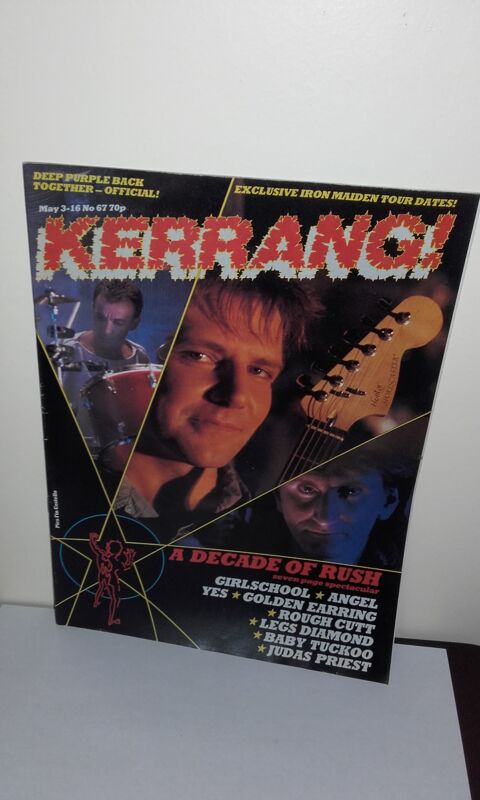 DEEP PURPLE BACK
TOGETHER – OFFICIAL!
EXCLUSIVE IRON MAIDEN TOUR DATES!
May 3-16 No 67 70p
KERRANG!
A DECADE OF RUSH
seven page spectacular
GIRLSCHOOL ★ ANGEL
YES ★ GOLDEN EARRING
★ ROUGH CUTT
★ LEGS DIAMOND
★ BABY TUCKOO
★ JUDAS PRIEST